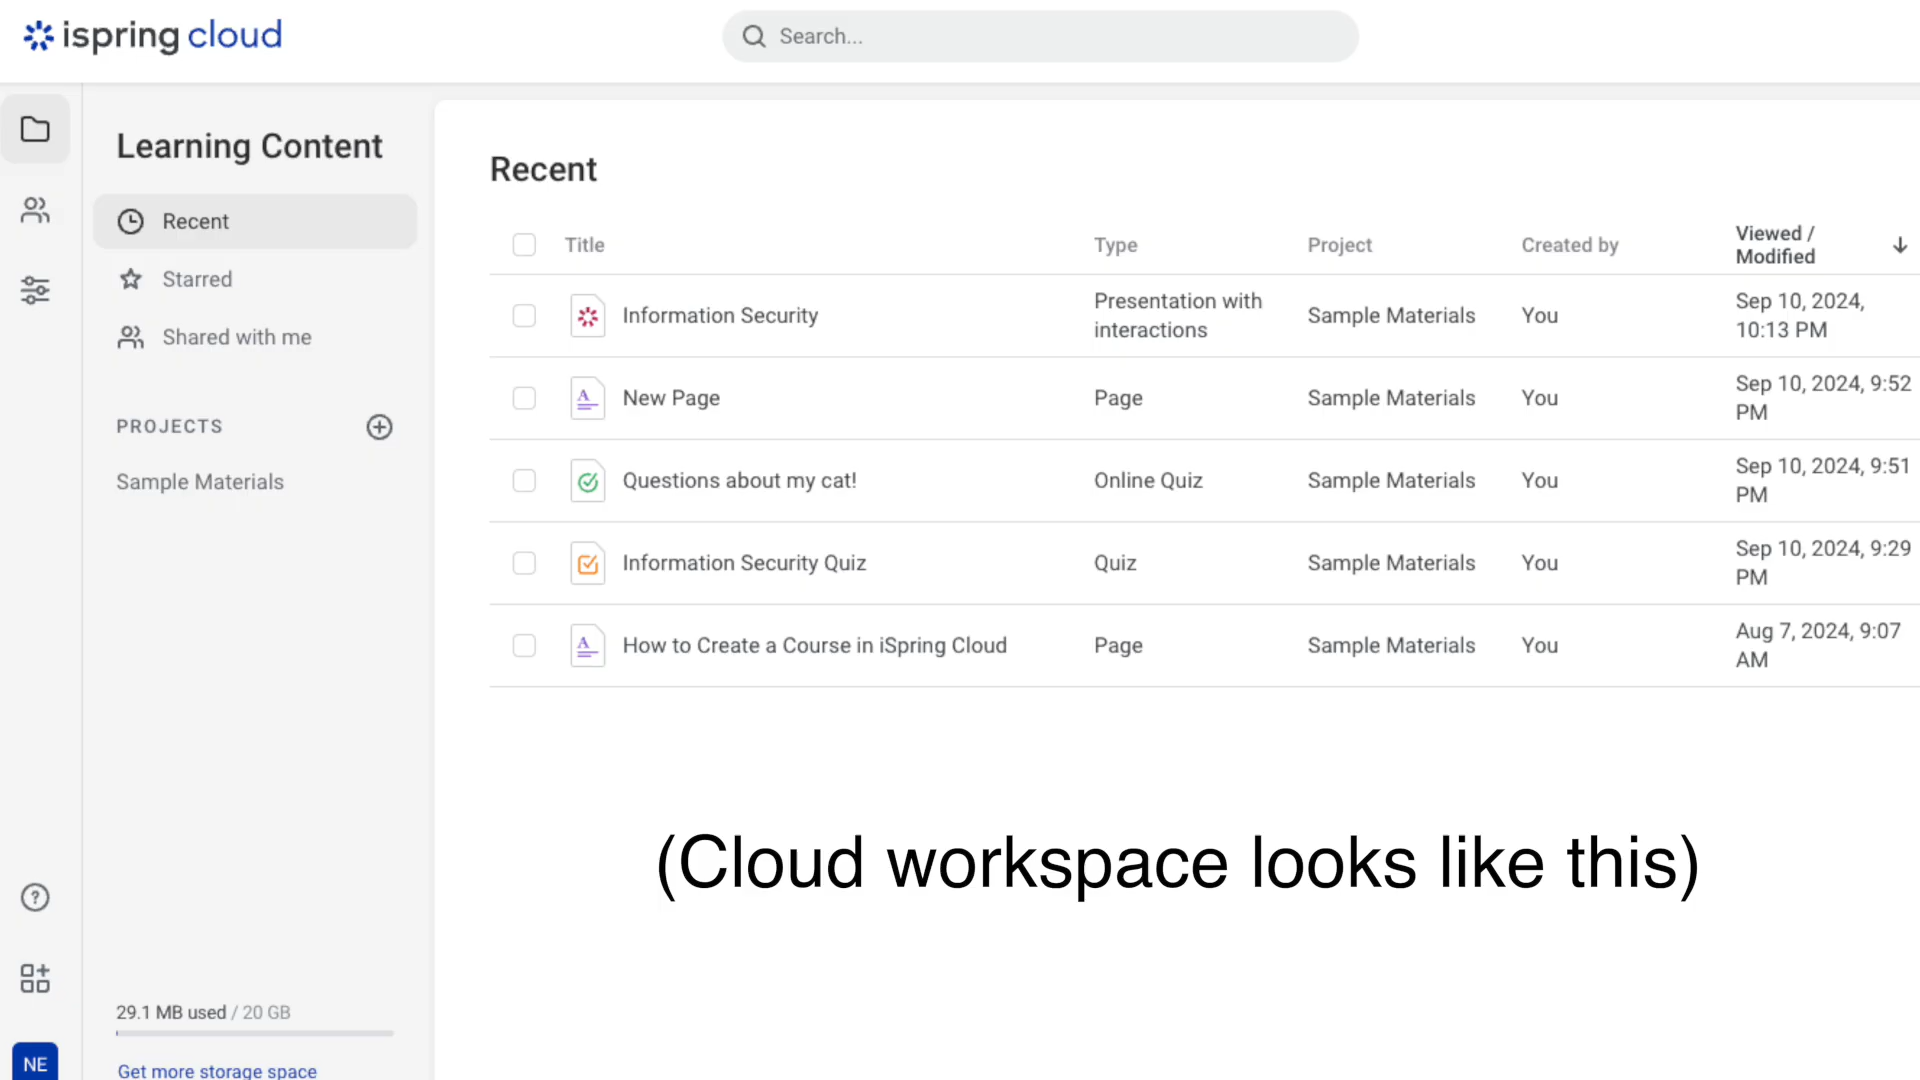 ispring cloud
Search...
Learning Content
Recent
Starred
Shared with me
PROJECTS
Sample Materials
29.1 MB used / 20 GB
Get more storage space
NE
Recent
Title Type Project Created by Viewed / Modified
Information Security Presentation with interactions Sample Materials You Sep 10, 2024, 10:13 PM
New Page Page Sample Materials You Sep 10, 2024, 9:52 PM
Questions about my cat! Online Quiz Sample Materials You Sep 10, 2024, 9:51 PM
Information Security Quiz Quiz Sample Materials You Sep 10, 2024, 9:29 PM
How to Create a Course in iSpring Cloud Page Sample Materials You Aug 7, 2024, 9:07 AM
(Cloud workspace looks like this)